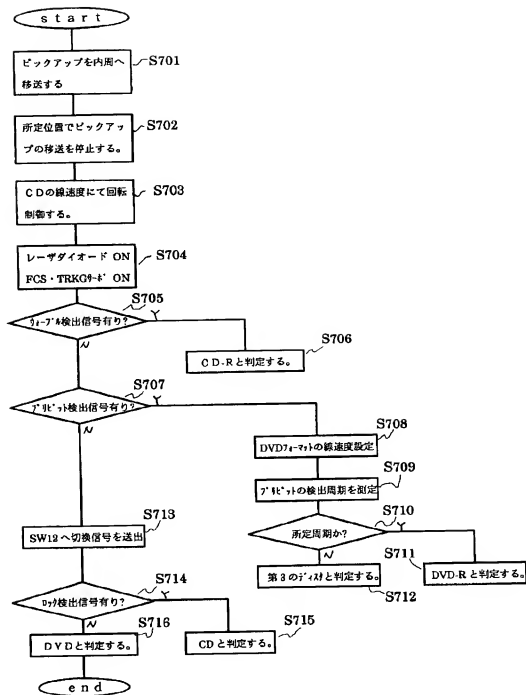 start
ピックアップを内周へ
移送する
S701
所定位置でピックアッ
プの移送を停止する。
S702
CDの線速度にて回転
制御する。
S703
レーザダイオード ON
FCS・TRKGサーボ ON
S704
S705
ウォーブル検出信号有り?
Y
N
S706
CD-Rと判定する。
S707
プリピット検出信号有り?
Y
N
S708
DVDフォーマットの線速度設定
S709
プリピットの検出周期を測定
S710
所定周期か?
Y
N
S711
DVD-Rと判定する。
第3のディスクと判定する。
S712
S713
SW12へ切換信号を送出
S714
ロック検出信号有り?
Y
N
S715
CDと判定する。
S716
DVDと判定する。
end